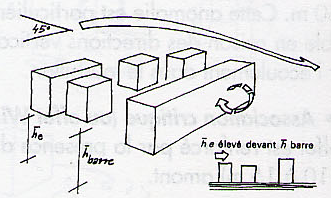 45°
h̄e
h̄
barre
h̄e élevé devant h̄ barre